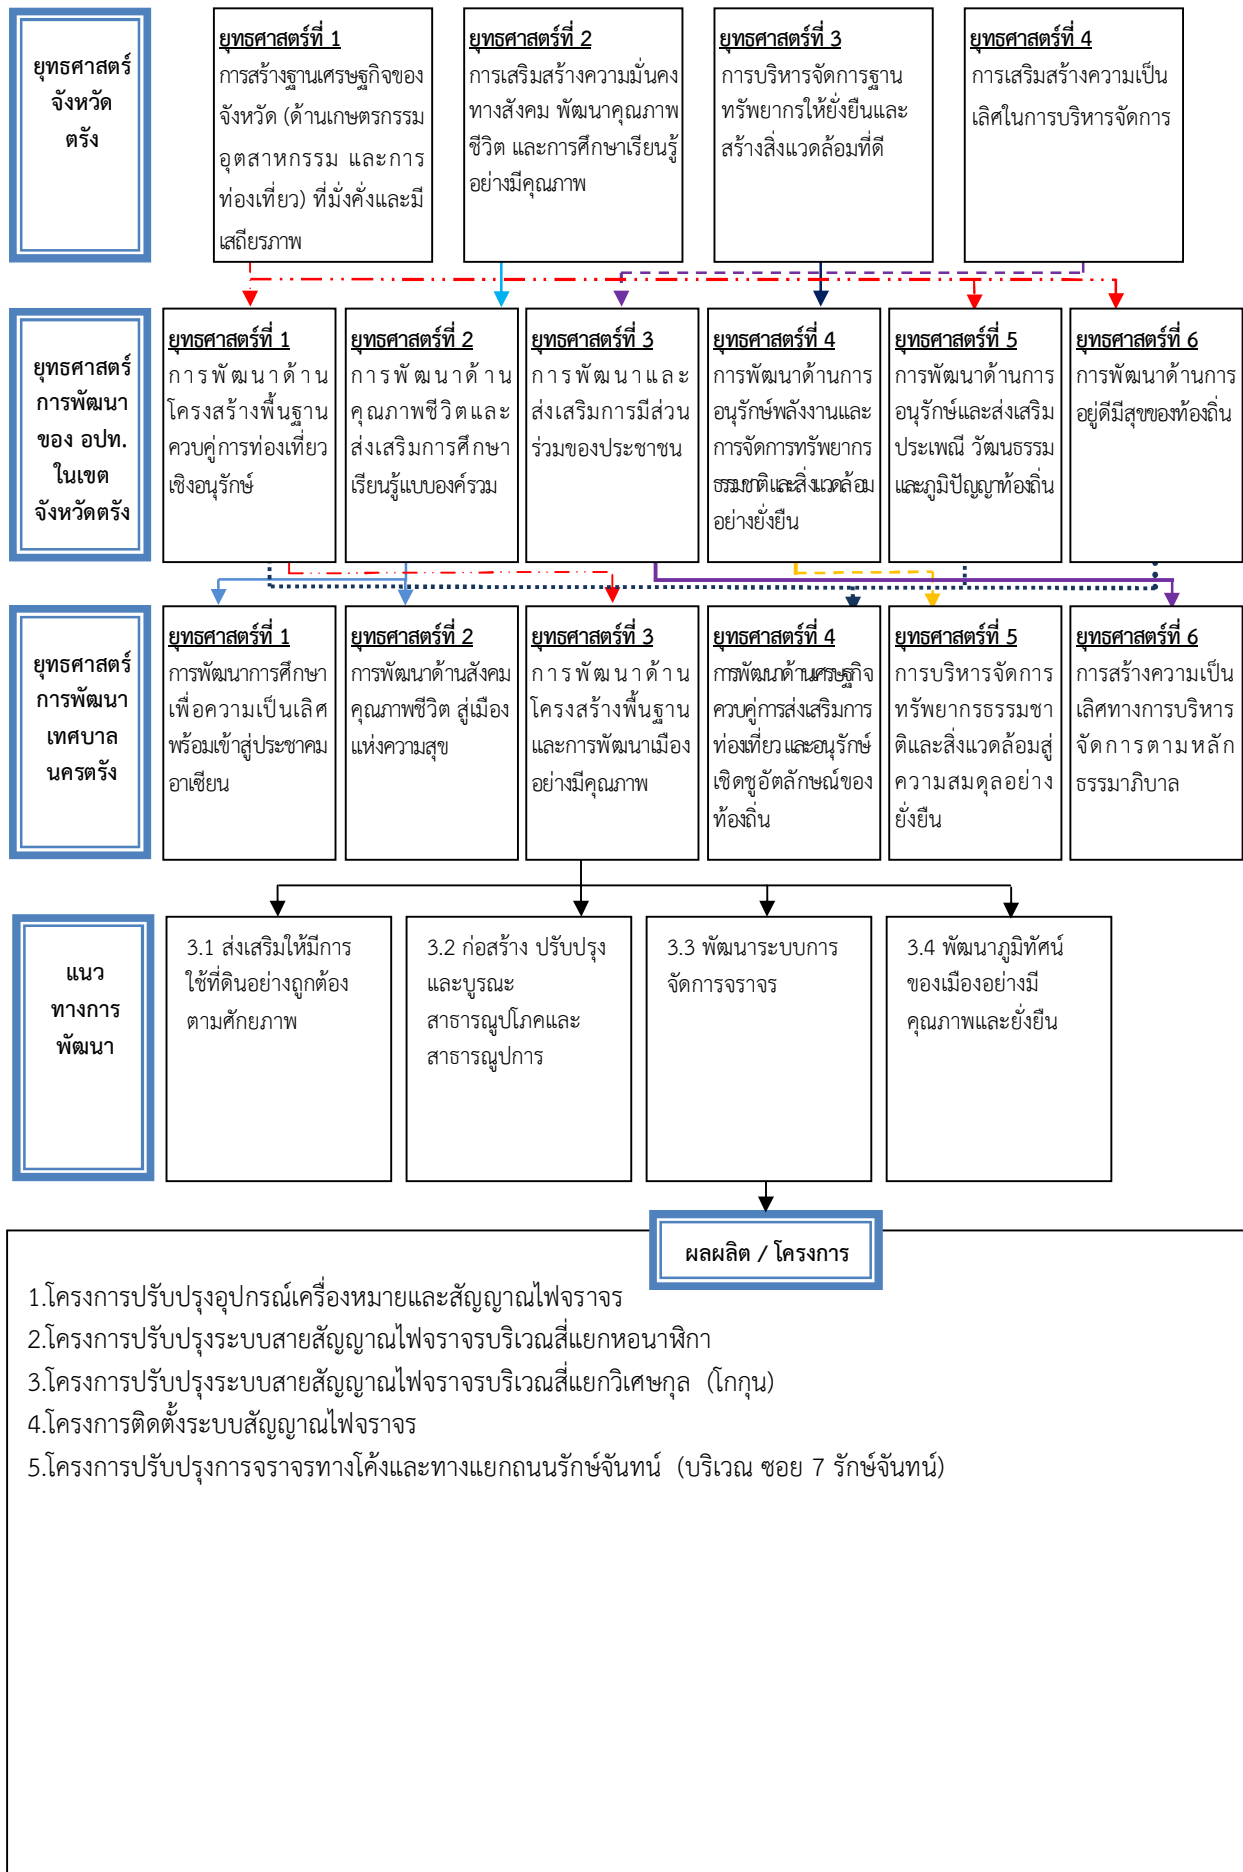 ยุทธศาสตร์
จังหวัด
ตรัง
ยุทธศาสตร์ที่ 1
การสร้างฐานเศรษฐกิจของ
จังหวัด (ด้านเกษตรกรรม
อุตสาหกรรม และการ
ท่องเที่ยว) ที่มั่งคั่งและมี
เสถียรภาพ
ยุทธศาสตร์ที่ 2
การเสริมสร้างความมั่นคง
ทางสังคม พัฒนาคุณภาพ
ชีวิต และการศึกษาเรียนรู้
อย่างมีคุณภาพ
ยุทธศาสตร์ที่ 3
การบริหารจัดการฐาน
ทรัพยากรให้ยั่งยืนและ
สร้างสิ่งแวดล้อมที่ดี
ยุทธศาสตร์ที่ 4
การเสริมสร้างความเป็น
เลิศในการบริหารจัดการ
ยุทธศาสตร์
การพัฒนา
ของ อปท.
ในเขต
จังหวัดตรัง
ยุทธศาสตร์ที่ 1
การพัฒนาด้าน
โครงสร้างพื้นฐาน
ควบคู่การท่องเที่ยว
เชิงอนุรักษ์
ยุทธศาสตร์ที่ 2
การพัฒนาด้าน
คุณภาพชีวิตและ
ส่งเสริมการศึกษา
เรียนรู้แบบองค์รวม
ยุทธศาสตร์ที่ 3
การพัฒนาและ
ส่งเสริมการมีส่วน
ร่วมของประชาชน
ยุทธศาสตร์ที่ 4
การพัฒนาด้านการ
อนุรักษ์พลังงานและ
การจัดการทรัพยากร
ธรรมชาติและสิ่งแวดล้อม
อย่างยั่งยืน
ยุทธศาสตร์ที่ 5
การพัฒนาด้านการ
อนุรักษ์และส่งเสริม
ประเพณี วัฒนธรรม
และภูมิปัญญาท้องถิ่น
ยุทธศาสตร์ที่ 6
การพัฒนาด้านการ
อยู่ดีมีสุขของท้องถิ่น
ยุทธศาสตร์
การพัฒนา
เทศบาล
นครตรัง
ยุทธศาสตร์ที่ 1
การพัฒนาการศึกษา
เพื่อความเป็นเลิศ
พร้อมเข้าสู่ประชาคม
อาเซียน
ยุทธศาสตร์ที่ 2
การพัฒนาด้านสังคม
คุณภาพชีวิต สู่เมือง
แห่งความสุข
ยุทธศาสตร์ที่ 3
การพัฒนาด้าน
โครงสร้างพื้นฐาน
และการพัฒนาเมือง
อย่างมีคุณภาพ
ยุทธศาสตร์ที่ 4
การพัฒนาด้านเศรษฐกิจ
ควบคู่การส่งเสริมการ
ท่องเที่ยวและอนุรักษ์
เชิดชูอัตลักษณ์ของ
ท้องถิ่น
ยุทธศาสตร์ที่ 5
การบริหารจัดการ
ทรัพยากรธรรมชา
ติและสิ่งแวดล้อมสู่
ความสมดุลอย่าง
ยั่งยืน
ยุทธศาสตร์ที่ 6
การสร้างความเป็น
เลิศทางการบริหาร
จัดการตามหลัก
ธรรมาภิบาล
แนว
ทางการ
พัฒนา
3.1 ส่งเสริมให้มีการ
ใช้ที่ดินอย่างถูกต้อง
ตามศักยภาพ
3.2 ก่อสร้าง ปรับปรุง
และบูรณะ
สาธารณูปโภคและ
สาธารณูปการ
3.3 พัฒนาระบบการ
จัดการจราจร
3.4 พัฒนาภูมิทัศน์
ของเมืองอย่างมี
คุณภาพและยั่งยืน
ผลผลิต / โครงการ
1.โครงการปรับปรุงอุปกรณ์เครื่องหมายและสัญญาณไฟจราจร
2.โครงการปรับปรุงระบบสายสัญญาณไฟจราจรบริเวณสี่แยกหอนาฬิกา
3.โครงการปรับปรุงระบบสายสัญญาณไฟจราจรบริเวณสี่แยกวิเศษกุล (โกกุน)
4.โครงการติดตั้งระบบสัญญาณไฟจราจร
5.โครงการปรับปรุงการจราจรทางโค้งและทางแยกถนนรักษ์จันทน์ (บริเวณ ซอย 7 รักษ์จันทน์)